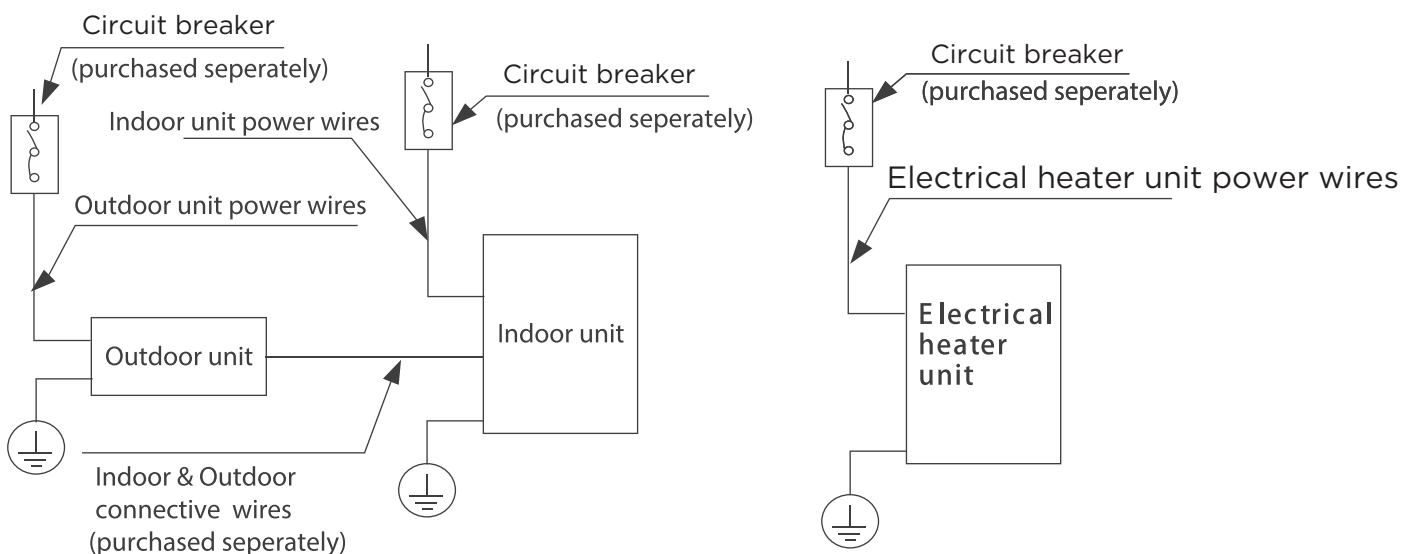 Circuit breaker
(purchased seperately)
Indoor unit power wires
Outdoor unit power wires
Outdoor unit
Indoor & Outdoor
connective wires
(purchased seperately)
Circuit breaker
(purchased seperately)
Indoor unit
Circuit breaker
(purchased seperately)
Electrical heater unit power wires
Electrical
heater
unit